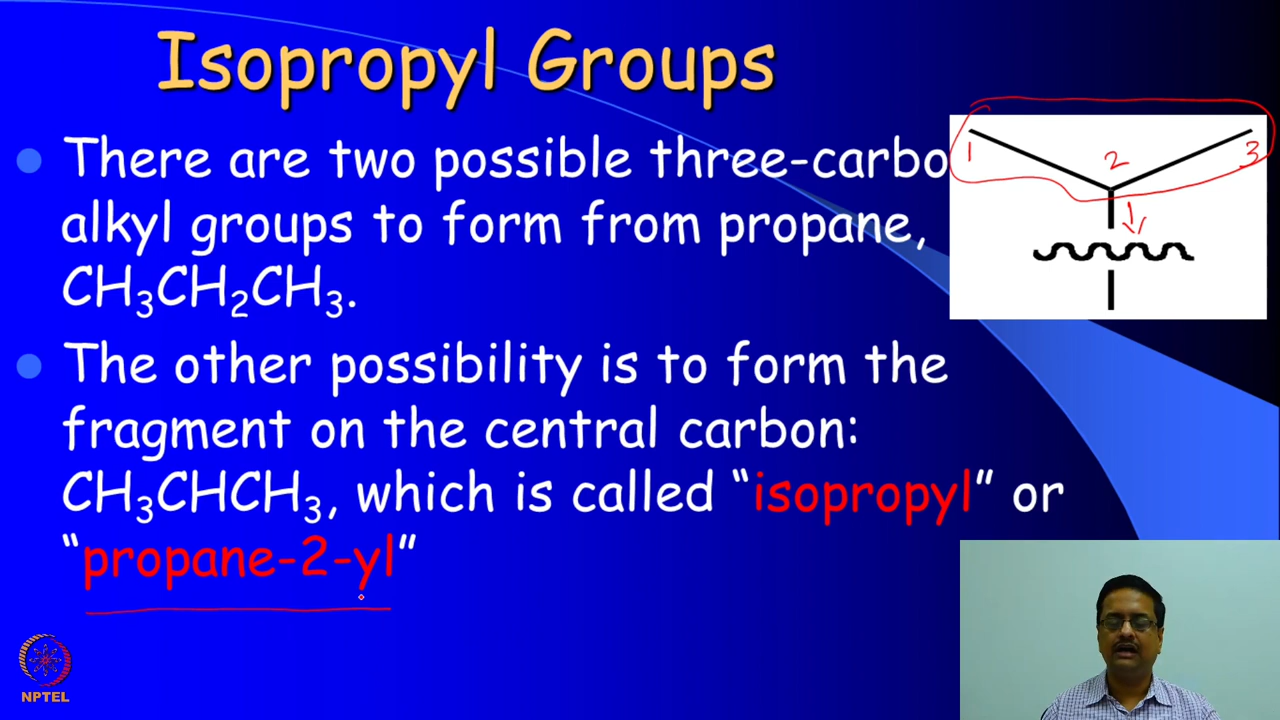 Isopropyl Groups
There are two possible three-carbo
alkyl groups to form from propane,
CH₃CH₂CH₃.
The other possibility is to form the
fragment on the central carbon:
CH₃CHCH₃, which is called “isopropyl” or
“propane-2-yl”
1 2 3
NPTEL